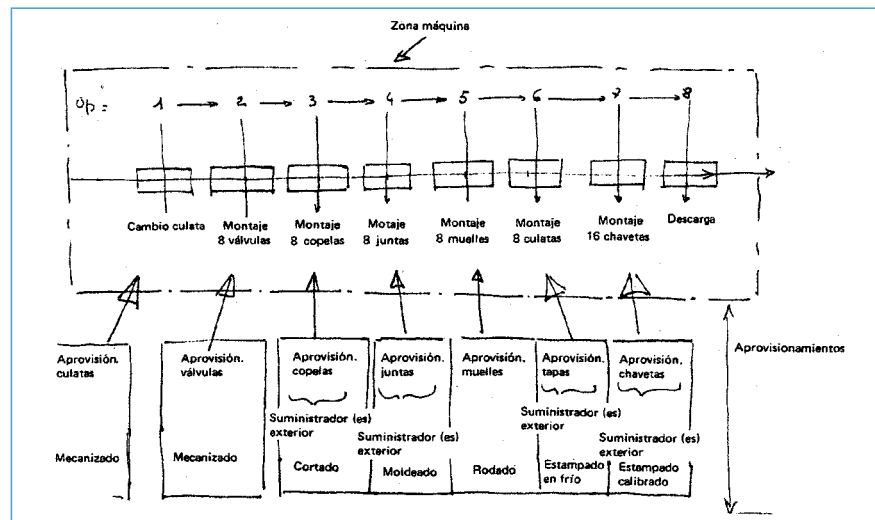 Zona máquina
Op:
1 → 2 → 3 → 4 → 5 → 6 → 7 → 8
Cambio culata
Montaje
8 válvulas
Montaje
8 copelas
Motaje
8 juntas
Montaje
8 muelles
Montaje
8 culatas
Montaje
16 chavetas
Descarga
Aprovisionamientos
Aprovisión.
culatas
Mecanizado
Aprovisión.
válvulas
Mecanizado
Aprovisión.
copelas
Suministrador (es)
exterior
Cortado
Aprovisión.
juntas
Suministrador (es)
exterior
Moldeado
Aprovisión.
muelles
Rodado
Aprovisión.
tapas
Suministrador (es)
exterior
Estampado
en frío
Aprovisión.
chavetas
Suministrador (es)
exterior
Estampado
calibrado